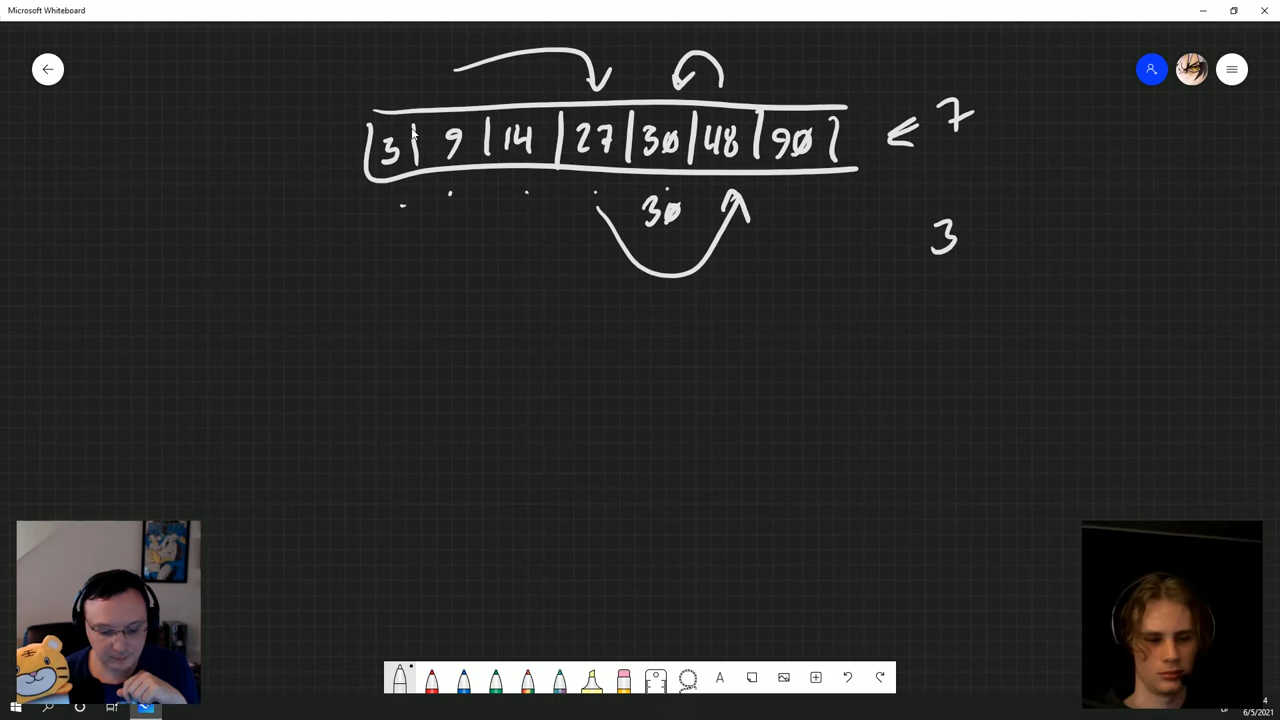 Microsoft Whiteboard
3 | 9 | 14 | 27 | 30 | 48 | 90
< 7
30
3
A
6/5/2021